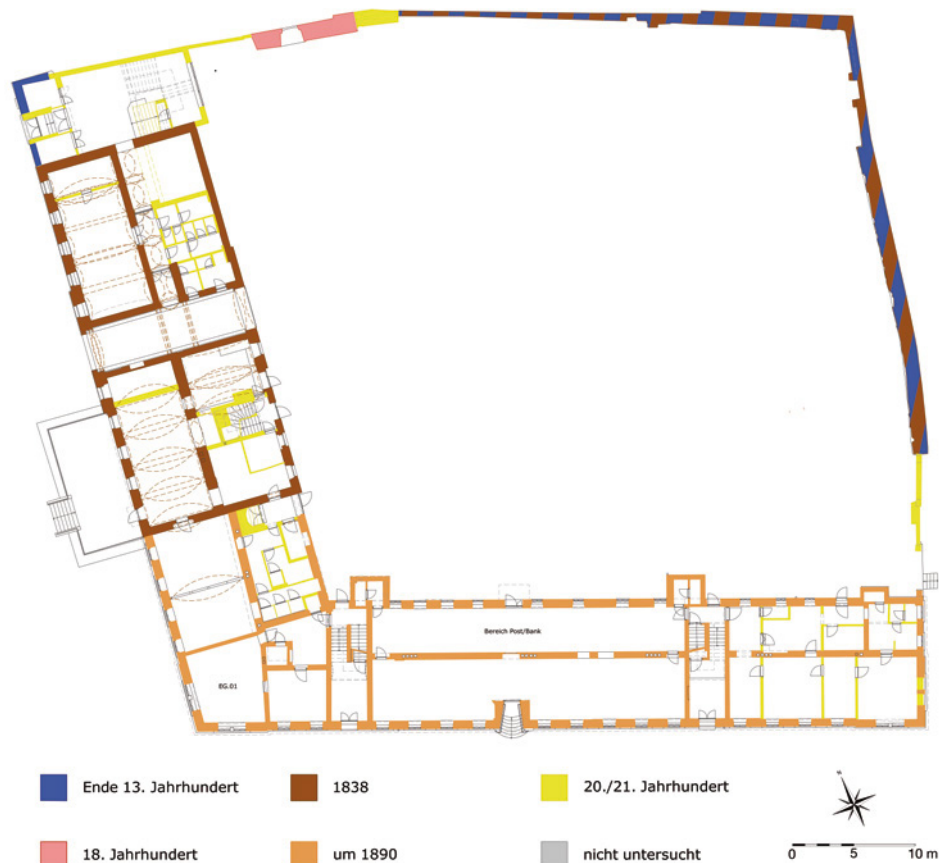 Bereich Post/Bank
EG.01
Ende 13. Jahrhundert
1838
20./21. Jahrhundert
18. Jahrhundert
um 1890
nicht untersucht
N
0 5 10 m